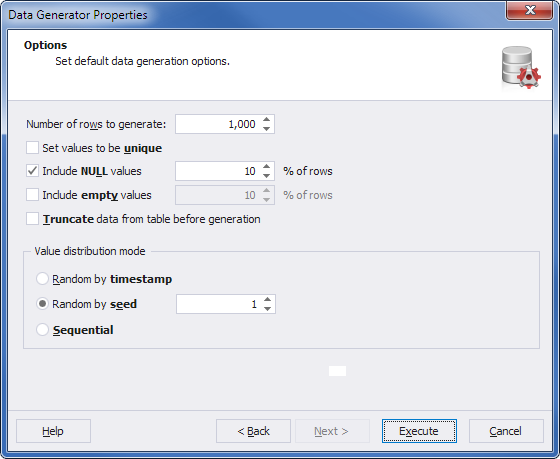 Data Generator Properties
Options
Set default data generation options.
Number of rows to generate: 1,000
Set values to be unique
Include NULL values 10 % of rows
Include empty values 10 % of rows
Truncate data from table before generation
Value distribution mode
Random by timestamp
Random by seed 1
Sequential
Help < Back Next > Execute Cancel